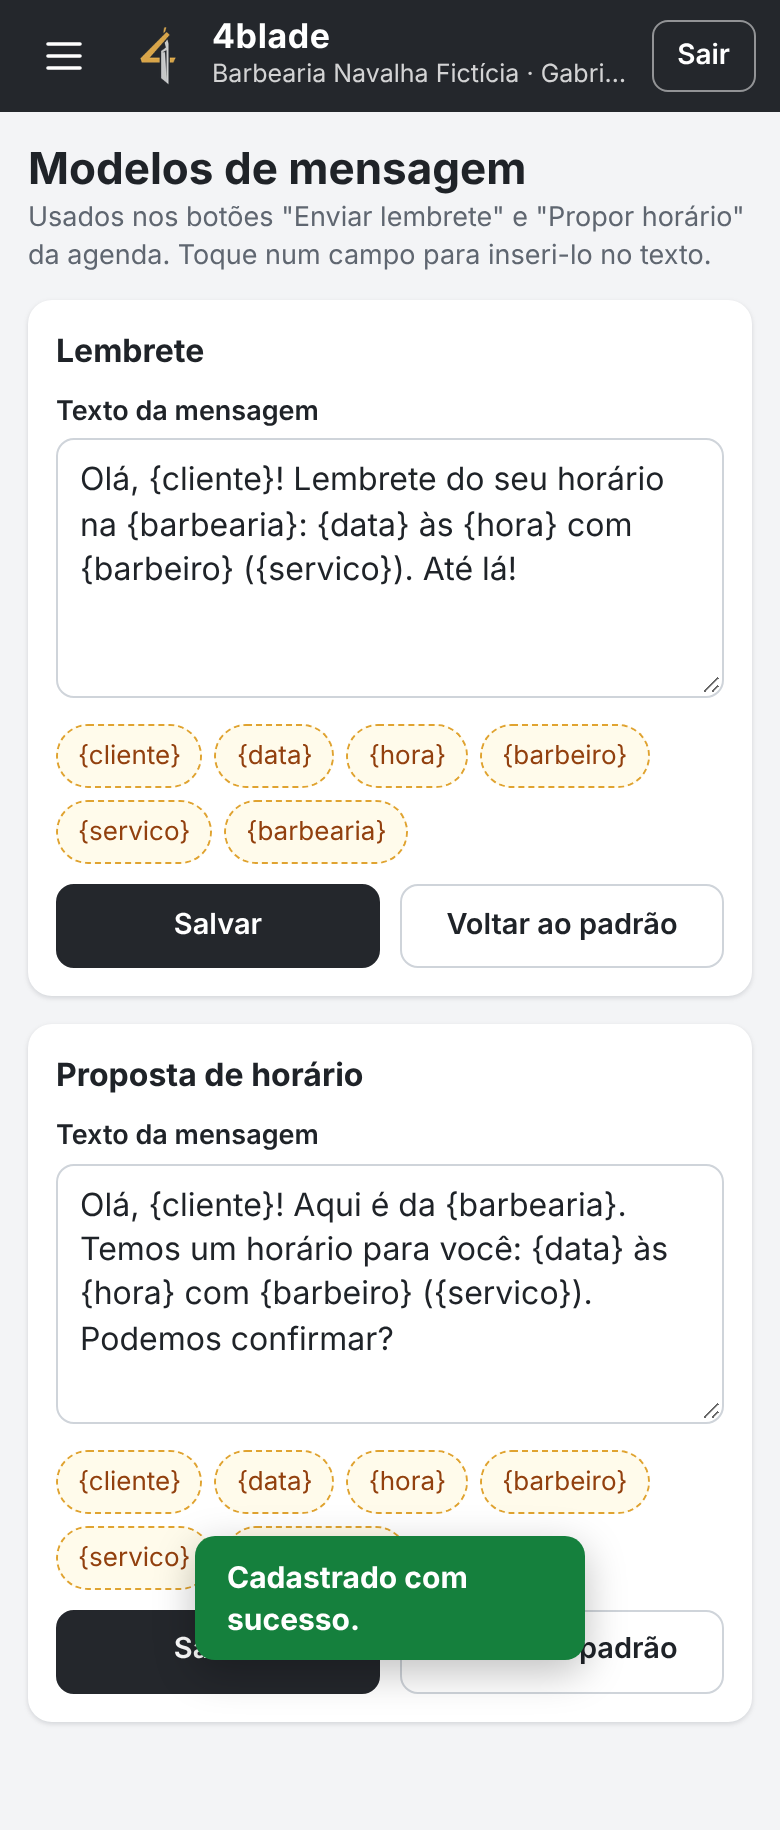 4blade
Barbearia Navalha Fictícia · Gabri...
Sair
Modelos de mensagem
Usados nos botões "Enviar lembrete" e "Propor horário"
da agenda. Toque num campo para inseri-lo no texto.
Lembrete
Texto da mensagem
Olá, {cliente}! Lembrete do seu horário
na {barbearia}: {data} às {hora} com
{barbeiro} ({servico}). Até lá!
{cliente} {data} {hora} {barbeiro}
{servico} {barbearia}
Salvar Voltar ao padrão
Proposta de horário
Texto da mensagem
Olá, {cliente}! Aqui é da {barbearia}.
Temos um horário para você: {data} às
{hora} com {barbeiro} ({servico}).
Podemos confirmar?
{cliente} {data} {hora} {barbeiro}
{servico}
Cadastrado com
sucesso.
padrão